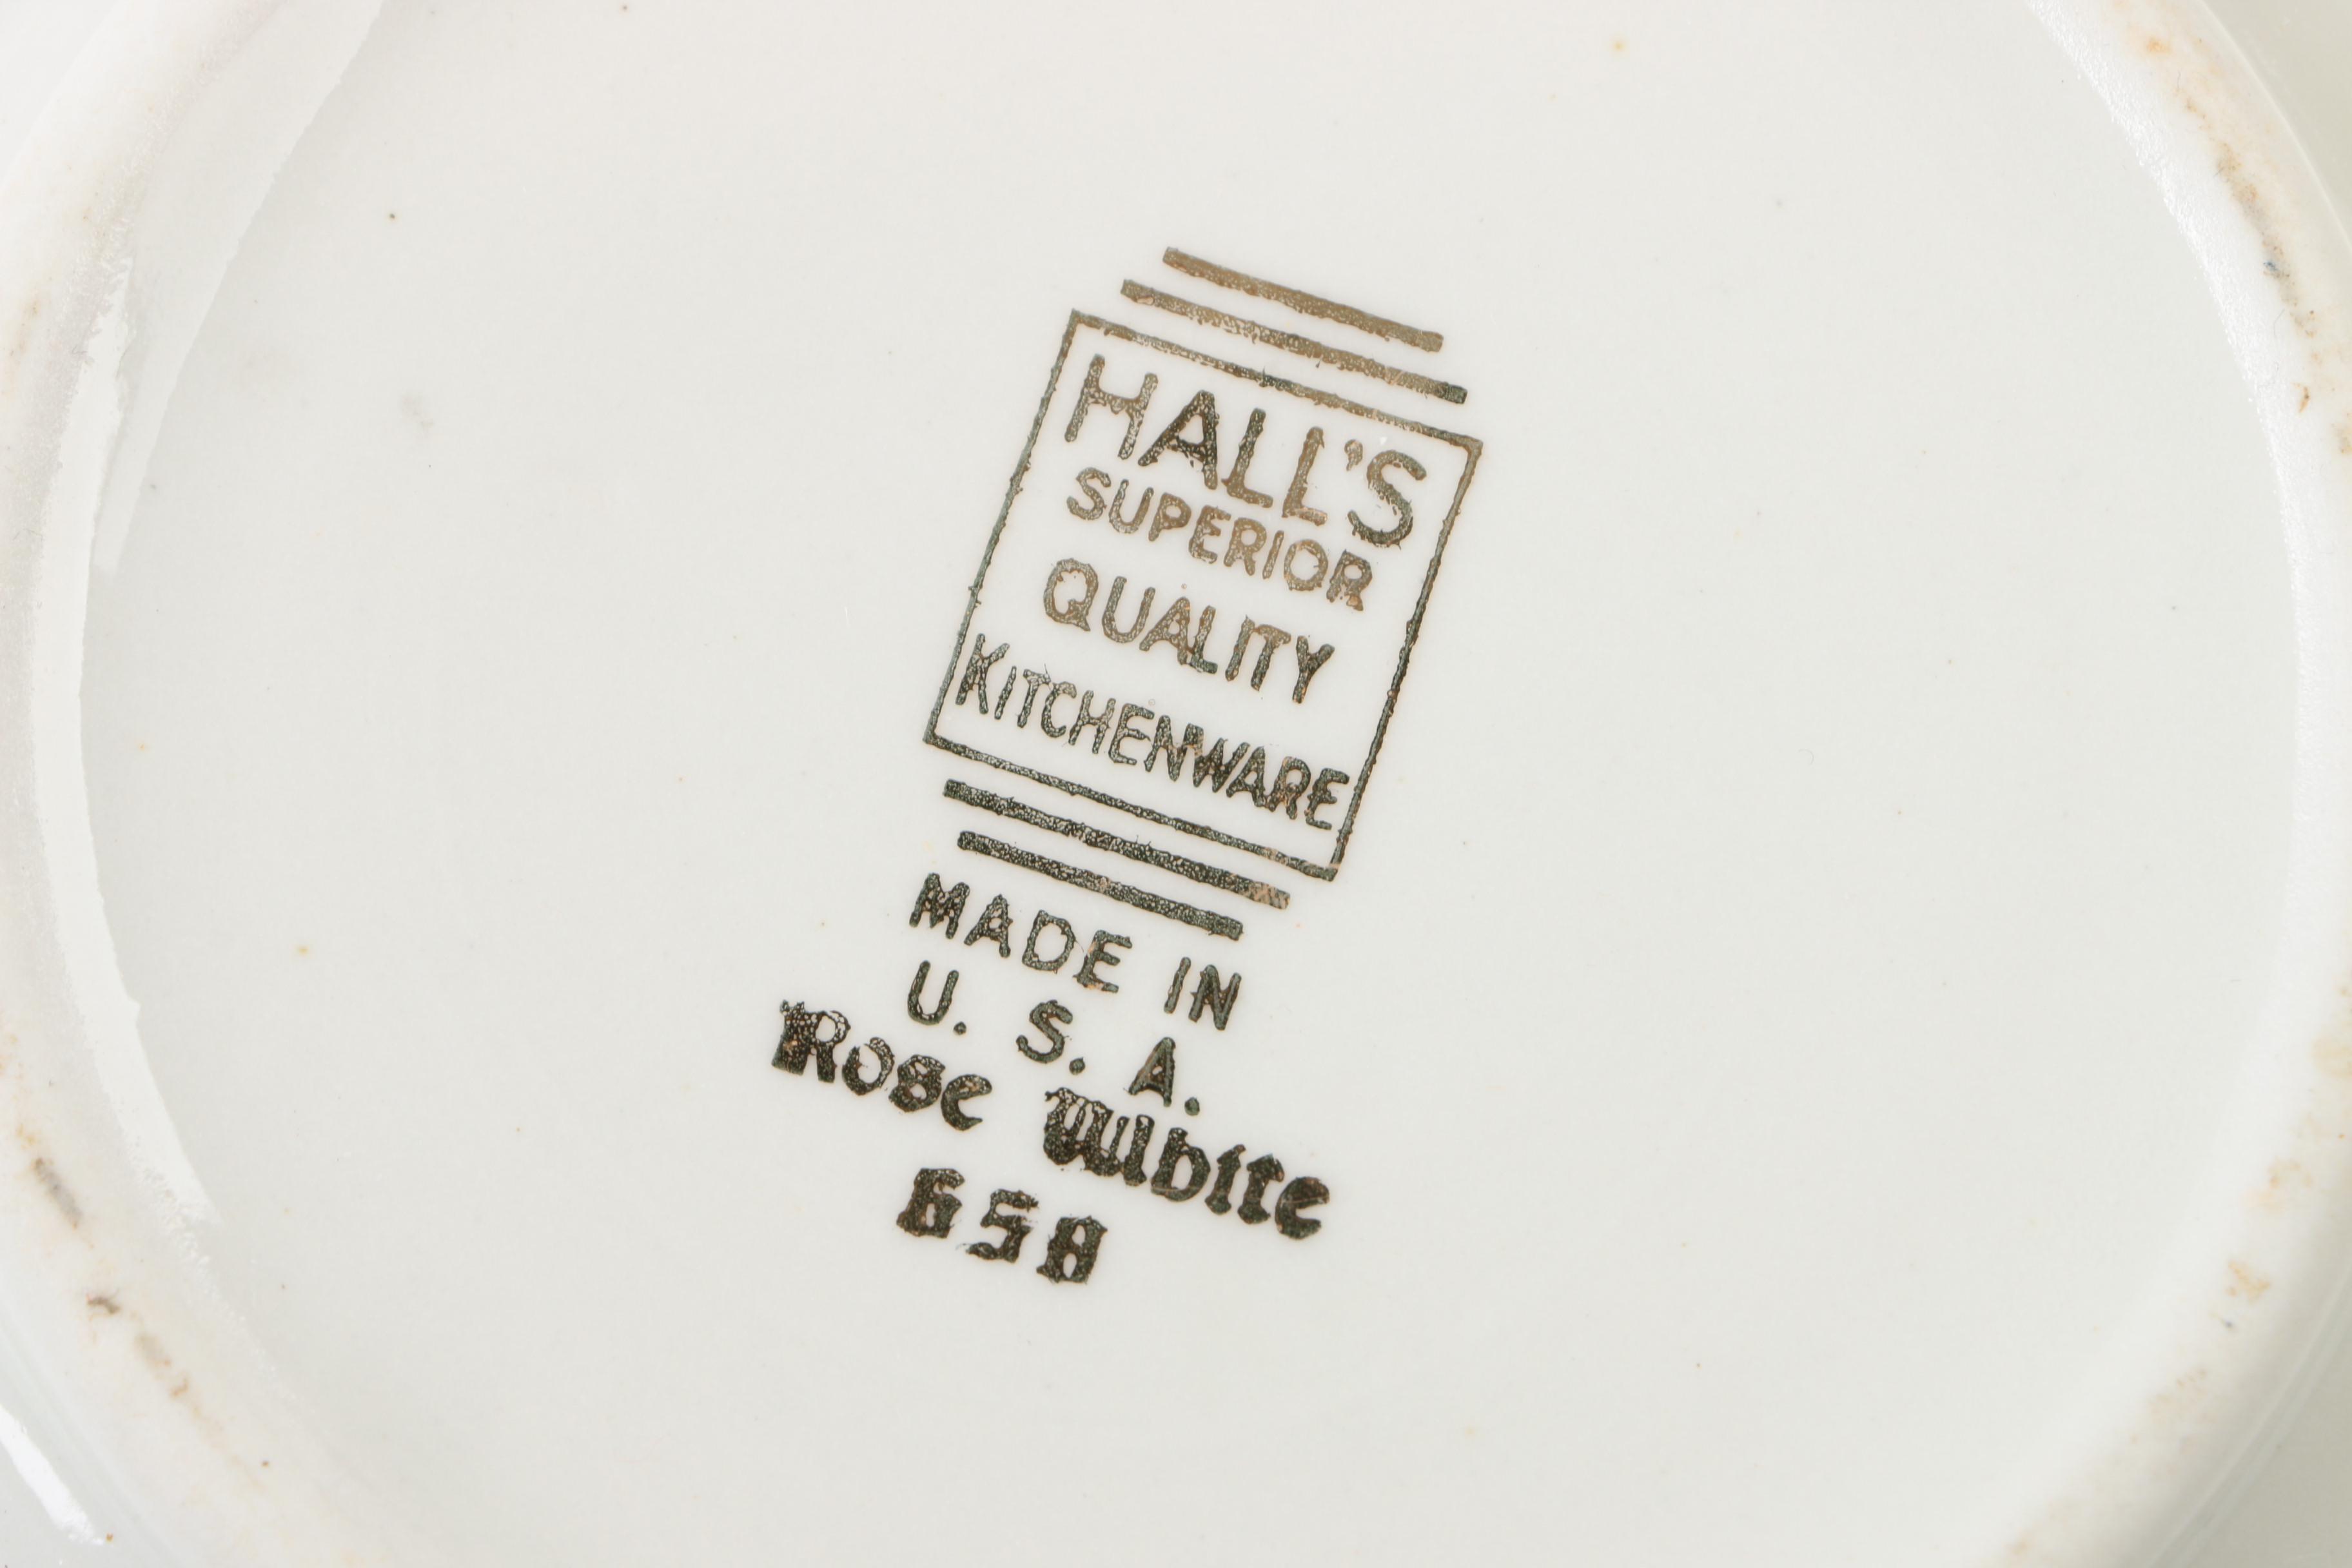 HALL'S
SUPERIOR
QUALITY
KITCHENWARE
MADE IN
U. S. A.
Rose White
658